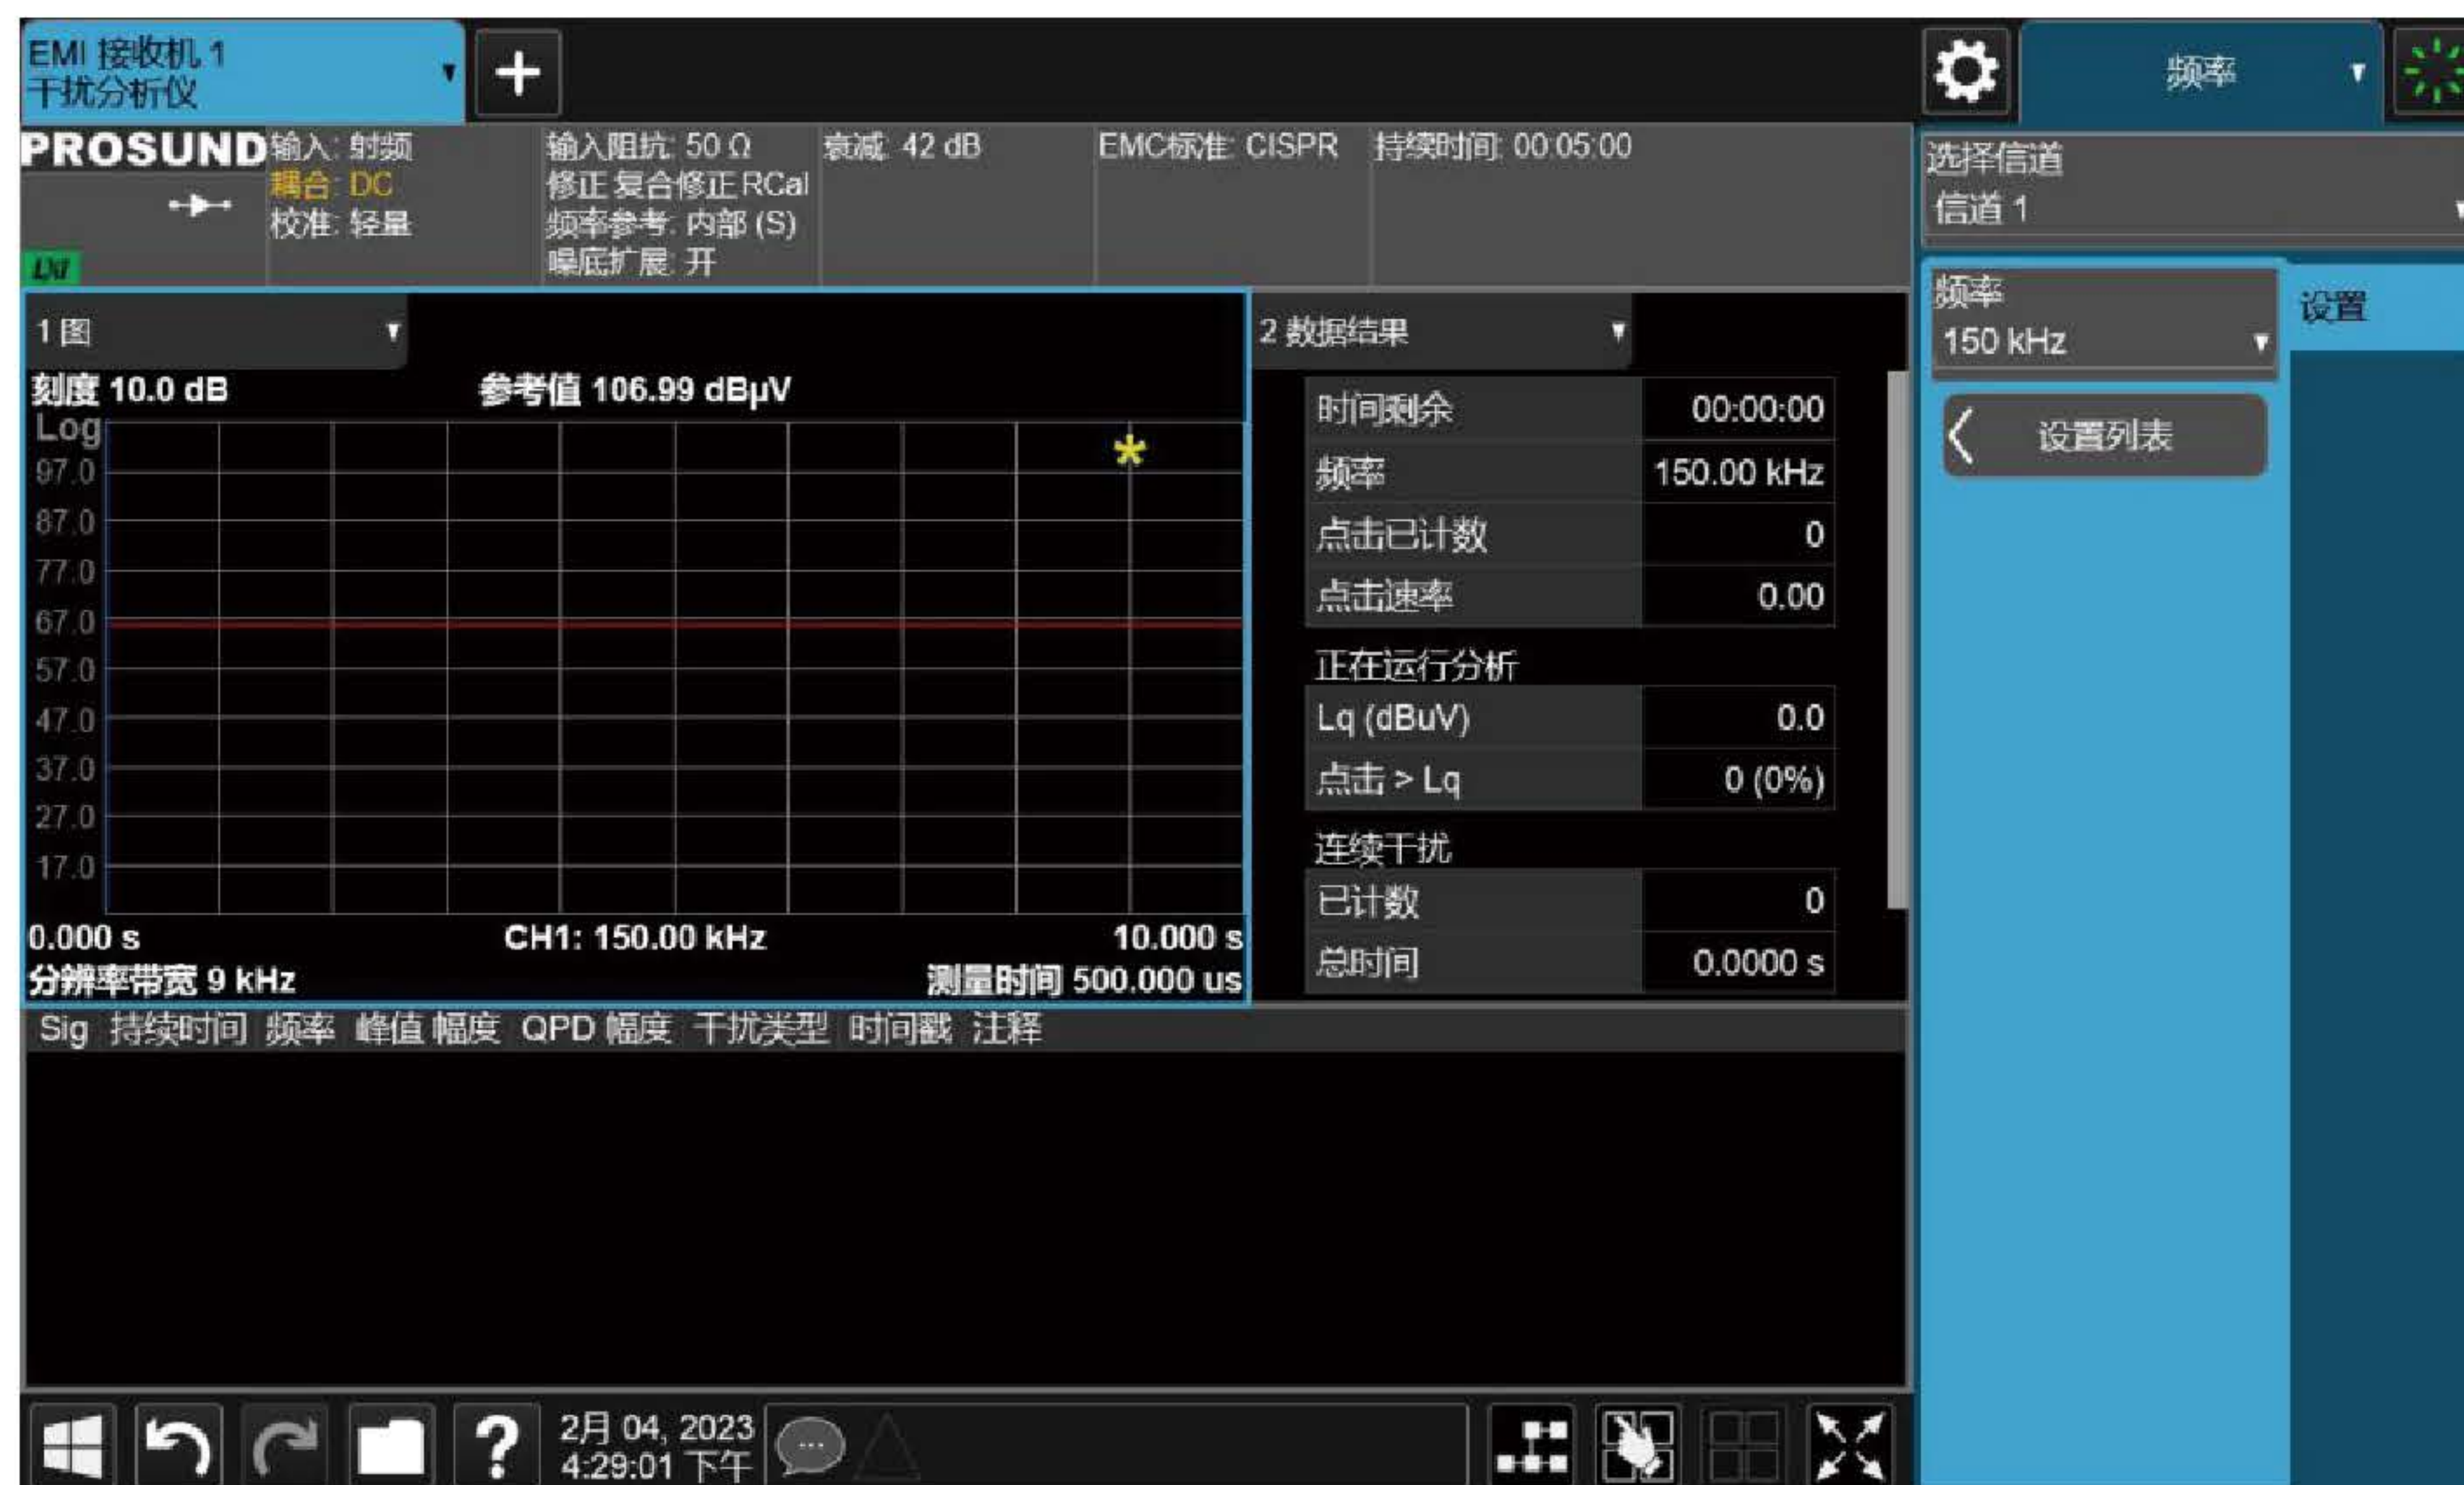 EMI 接收机 1
干扰分析仪
频率
PROSUND
输入: 射频
耦合: DC
校准: 轻量
输入阻抗: 50 Ω
修正 复合修正 RCal
频率参考: 内部 (S)
噪底扩展: 开
衰减: 42 dB
EMC标准: CISPR
持续时间: 00:05:00
选择信道
信道 1
频率
150 kHz
设置
设置列表
1 图
刻度 10.0 dB
参考值 106.99 dBµV
Log
97.0
87.0
77.0
67.0
57.0
47.0
37.0
27.0
17.0
0.000 s
CH1: 150.00 kHz
10.000 s
分辨率带宽 9 kHz
测量时间 500.000 us
2 数据结果
时间剩余 00:00:00
频率 150.00 kHz
点击已计数 0
点击速率 0.00
正在运行分析
Lq (dBuV) 0.0
点击 > Lq 0 (0%)
连续干扰
已计数 0
总时间 0.0000 s
Sig 持续时间 频率 峰值 幅度 QPD 幅度 干扰类型 时间戳 注释
?
2月 04, 2023
4:29:01 下午